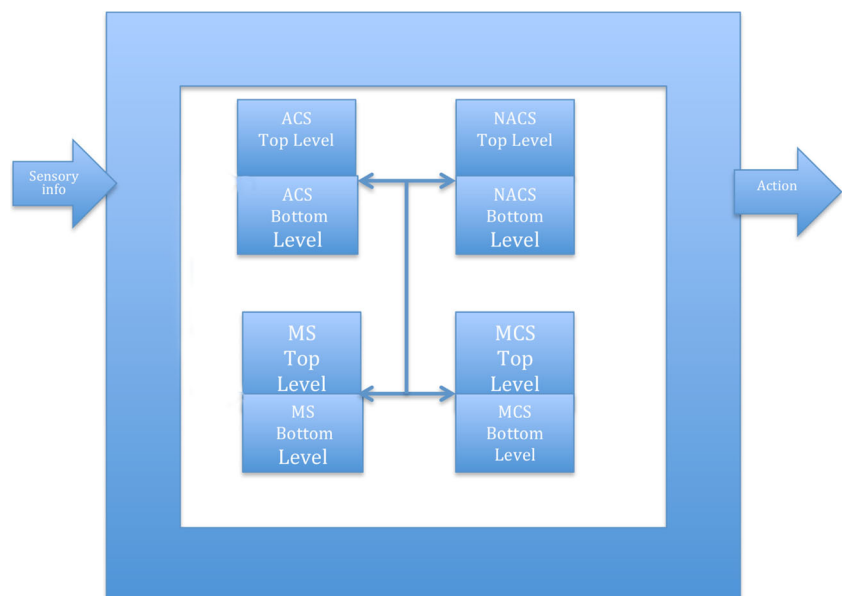 ACS
Top Level
NACS
Top Level
Sensory
info
Action
ACS
Bottom
Level
NACS
Bottom
Level
MS
Top
Level
MCS
Top
Level
MS
Bottom
Level
MCS
Bottom
Level